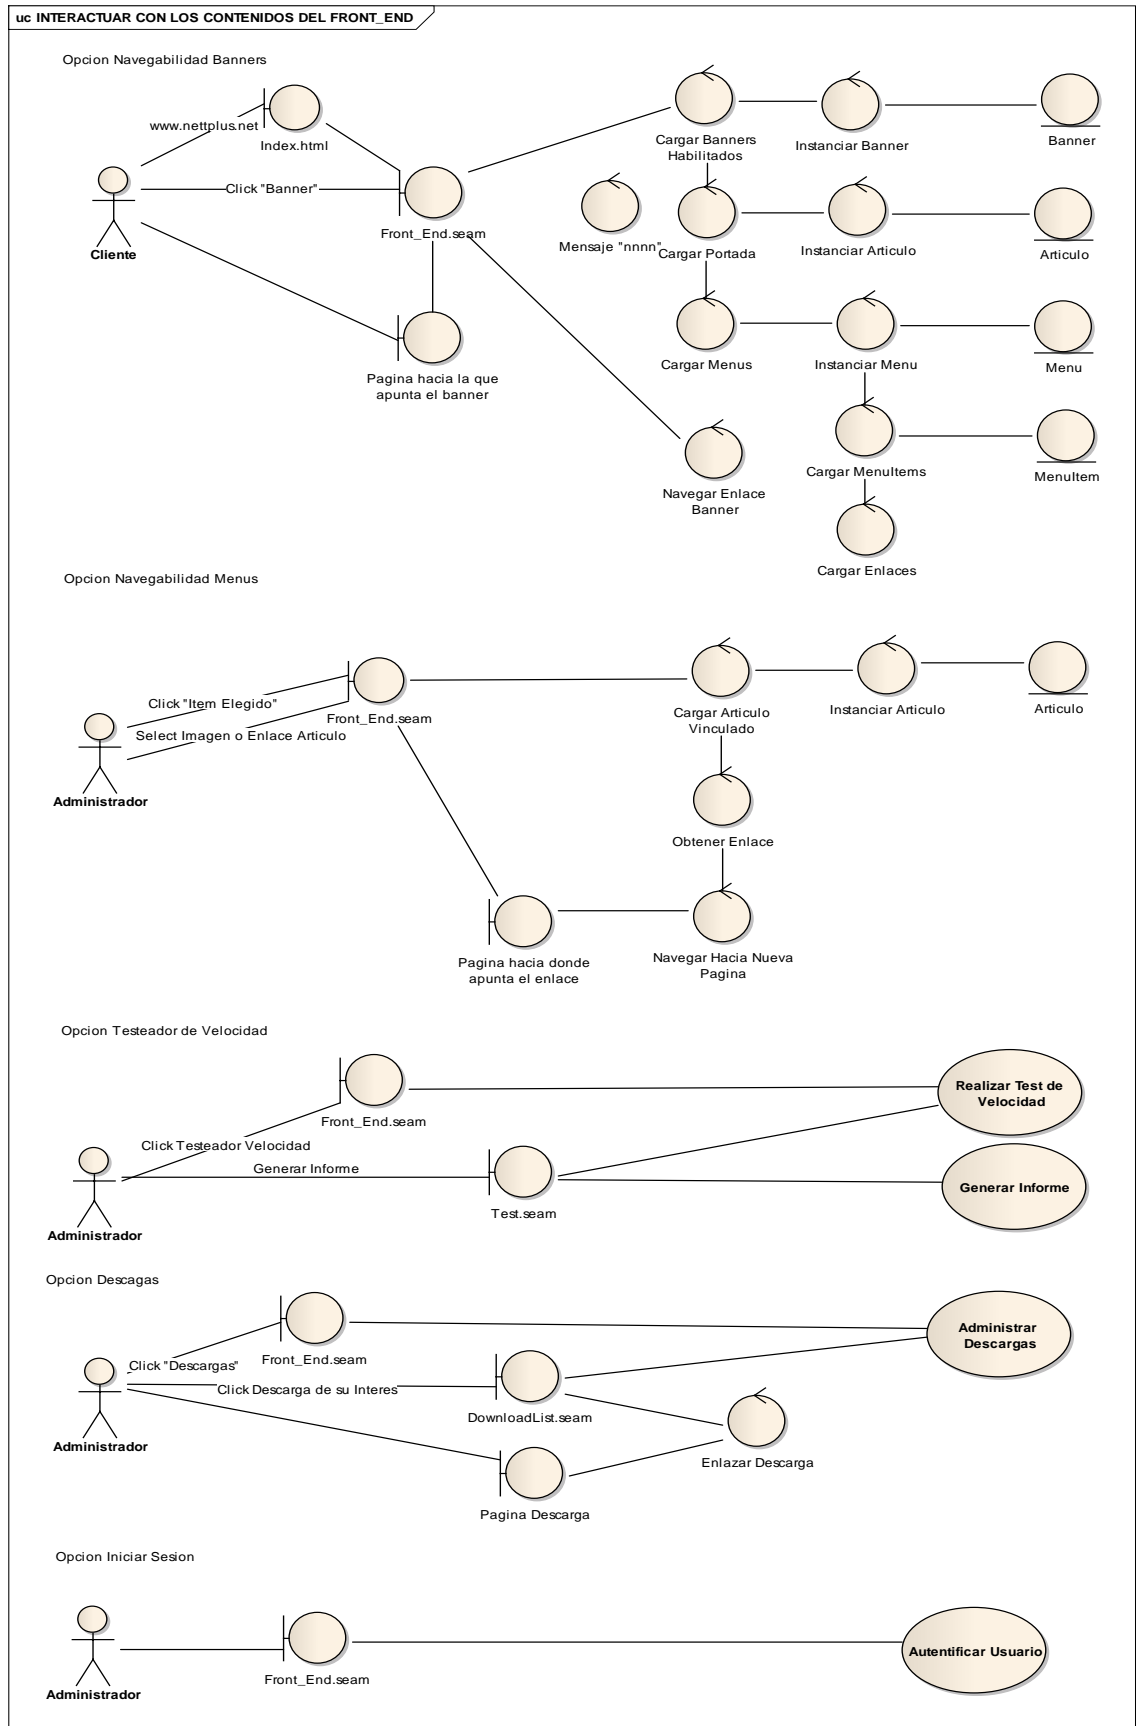 uc INTERACTUAR CON LOS CONTENIDOS DEL FRONT_END
Opcion Navegabilidad Banners
www.nettplus.net
Index.html
Cargar Banners
Habilitados
Instanciar Banner
Banner
Click "Banner"
Cliente
Front_End.seam
Mensaje "nnnn"
Cargar Portada
Instanciar Articulo
Articulo
Pagina hacia la que
apunta el banner
Cargar Menus
Instanciar Menu
Menu
Cargar MenuItems
MenuItem
Navegar Enlace
Banner
Cargar Enlaces
Opcion Navegabilidad Menus
Click "Item Elegido"
Select Imagen o Enlace Articulo
Administrador
Front_End.seam
Cargar Articulo
Vinculado
Instanciar Articulo
Articulo
Obtener Enlace
Pagina hacia donde
apunta el enlace
Navegar Hacia Nueva
Pagina
Opcion Testeador de Velocidad
Front_End.seam
Realizar Test de
Velocidad
Click Testeador Velocidad
Generar Informe
Administrador
Test.seam
Generar Informe
Opcion Descagas
Front_End.seam
Administrar
Descargas
Click "Descargas"
Click Descarga de su Interes
Administrador
DownloadList.seam
Enlazar Descarga
Pagina Descarga
Opcion Iniciar Sesion
Administrador
Front_End.seam
Autentificar Usuario